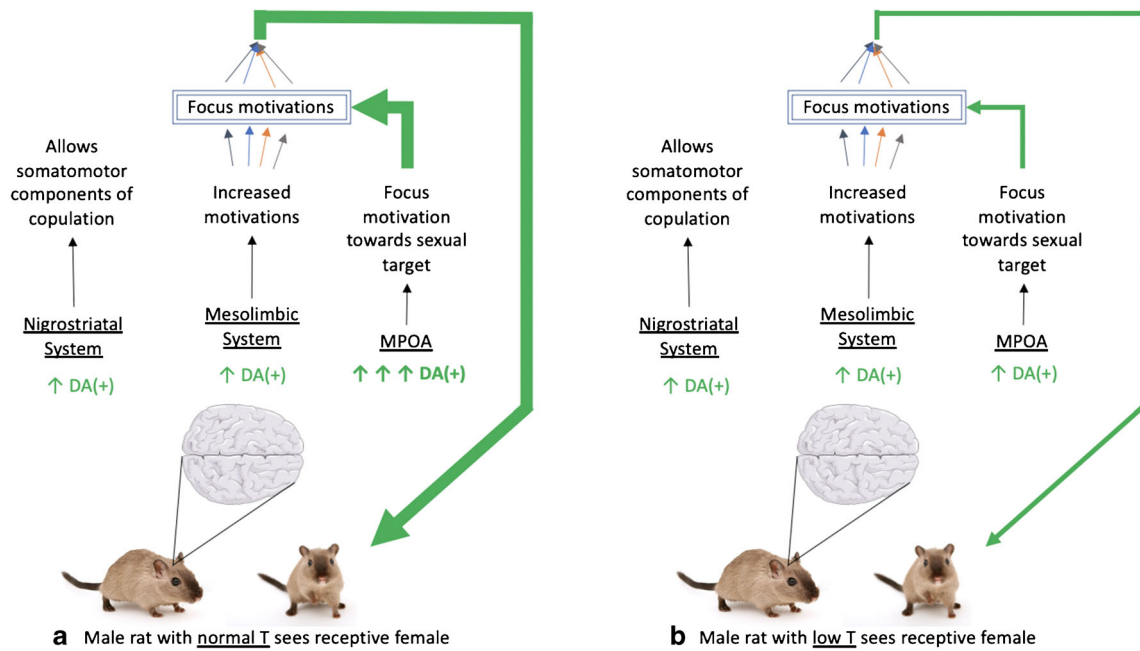 Focus motivations
Allows
somatomotor
components of
copulation
Increased
motivations
Focus
motivation
towards sexual
target
Nigrostriatal
System
Mesolimbic
System
MPOA
↑ DA(+)
↑ DA(+)
↑ ↑ ↑ DA(+)
a Male rat with normal T sees receptive female
Focus motivations
Allows
somatomotor
components of
copulation
Increased
motivations
Focus
motivation
towards sexual
target
Nigrostriatal
System
Mesolimbic
System
MPOA
↑ DA(+)
↑ DA(+)
↑ DA(+)
b Male rat with low T sees receptive female